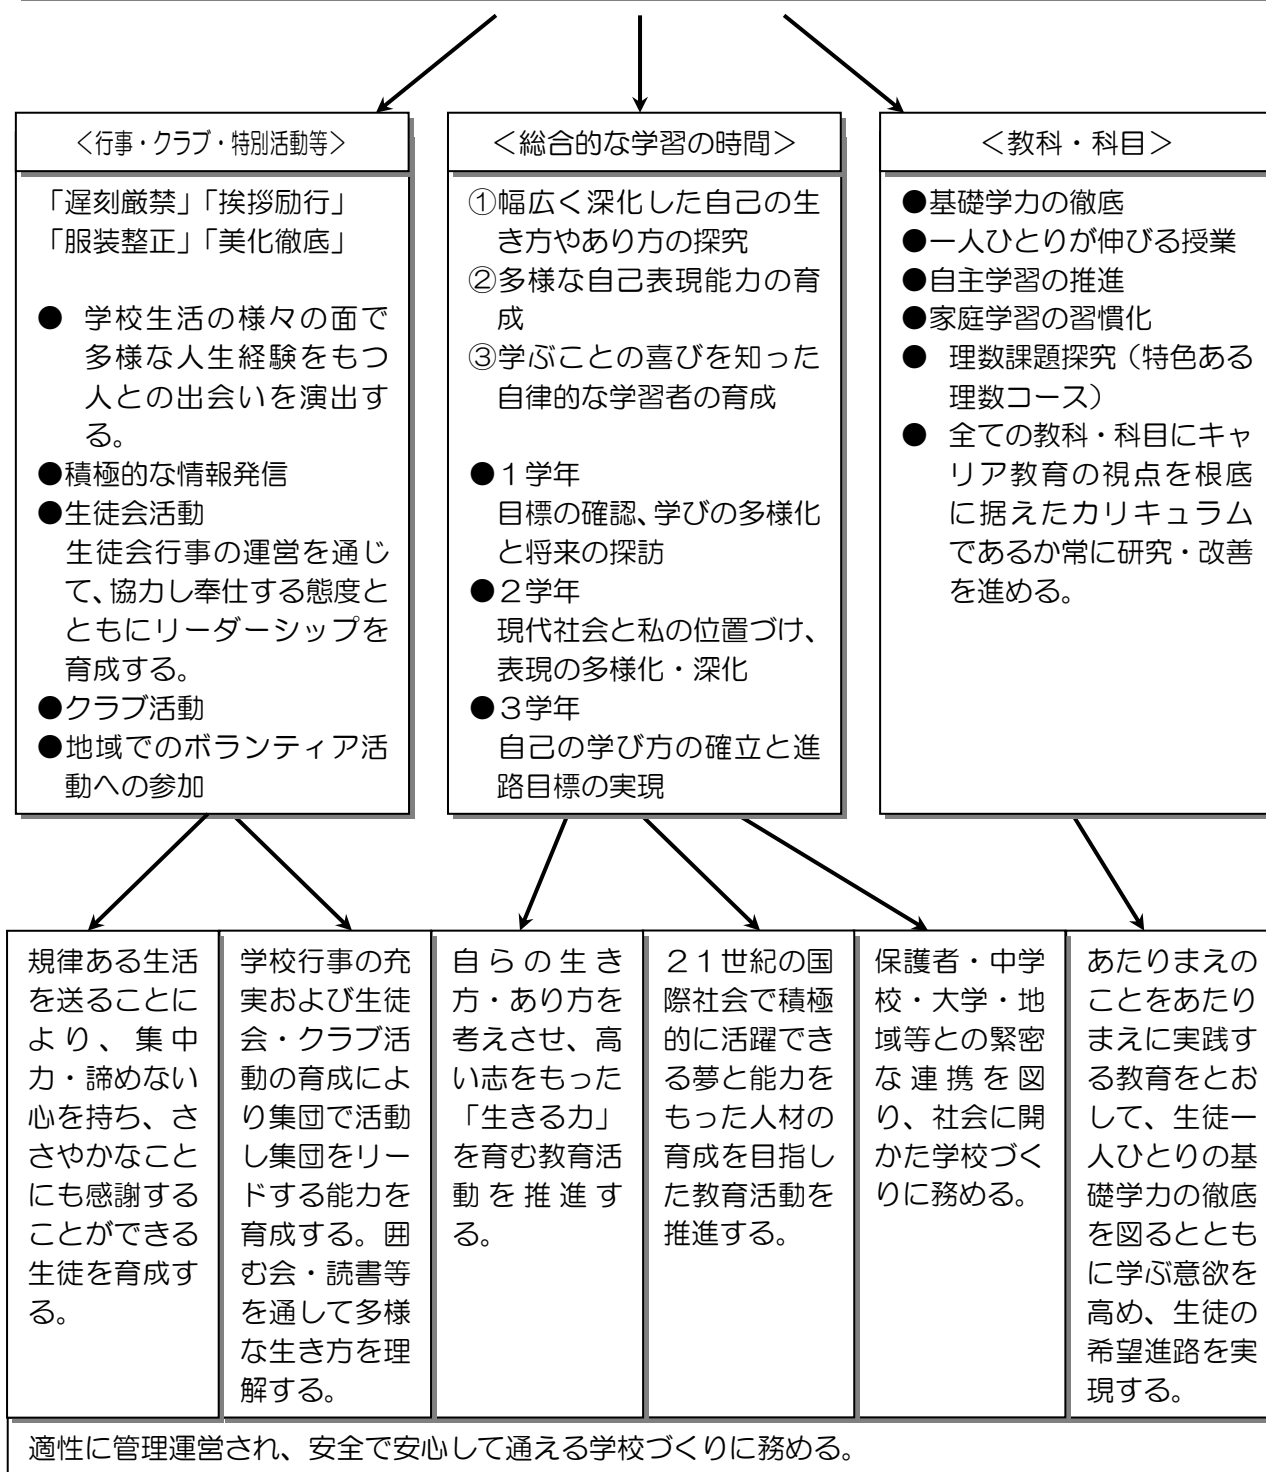 ＜行事・クラブ・特別活動等＞
「遅刻厳禁」「挨拶励行」
「服装整正」「美化徹底」
● 学校生活の様々の面で
多様な人生経験をもつ
人との出会いを演出す
る。
●積極的な情報発信
●生徒会活動
生徒会行事の運営を通じ
て、協力し奉仕する態度と
ともにリーダーシップを
育成する。
●クラブ活動
●地域でのボランティア活
動への参加
＜総合的な学習の時間＞
①幅広く深化した自己の生
き方やあり方の探究
②多様な自己表現能力の育
成
③学ぶことの喜びを知った
自律的な学習者の育成
●１学年
目標の確認、学びの多様化
と将来の探訪
●２学年
現代社会と私の位置づけ、
表現の多様化・深化
●３学年
自己の学び方の確立と進
路目標の実現
＜教科・科目＞
●基礎学力の徹底
●一人ひとりが伸びる授業
●自主学習の推進
●家庭学習の習慣化
● 理数課題探究（特色ある
理数コース）
● 全ての教科・科目にキャ
リア教育の視点を根底
に据えたカリキュラム
であるか常に研究・改善
を進める。
規律ある生活
を送ることに
より、集中
力・諦めない
心を持ち、さ
さやかなこと
にも感謝する
ことができる
生徒を育成す
る。
学校行事の充
実および生徒
会・クラブ活
動の育成によ
り集団で活動
し集団をリー
ドする能力を
育成する。囲
む会・読書等
を通して多様
な生き方を理
解する。
自らの生き
方・あり方を
考えさせ、高
い志をもった
「生きる力」
を育む教育活
動を推進す
る。
２１世紀の国
際社会で積極
的に活躍でき
る夢と能力を
もった人材の
育成を目指し
た教育活動を
推進する。
保護者・中学
校・大学・地
域等との緊密
な連携を図
り、社会に開
かた学校づく
りに務める。
あたりまえの
ことをあたり
まえに実践す
る教育をとお
して、生徒一
人ひとりの基
礎学力の徹底
を図るととも
に学ぶ意欲を
高め、生徒の
希望進路を実
現する。
適性に管理運営され、安全で安心して通える学校づくりに務める。